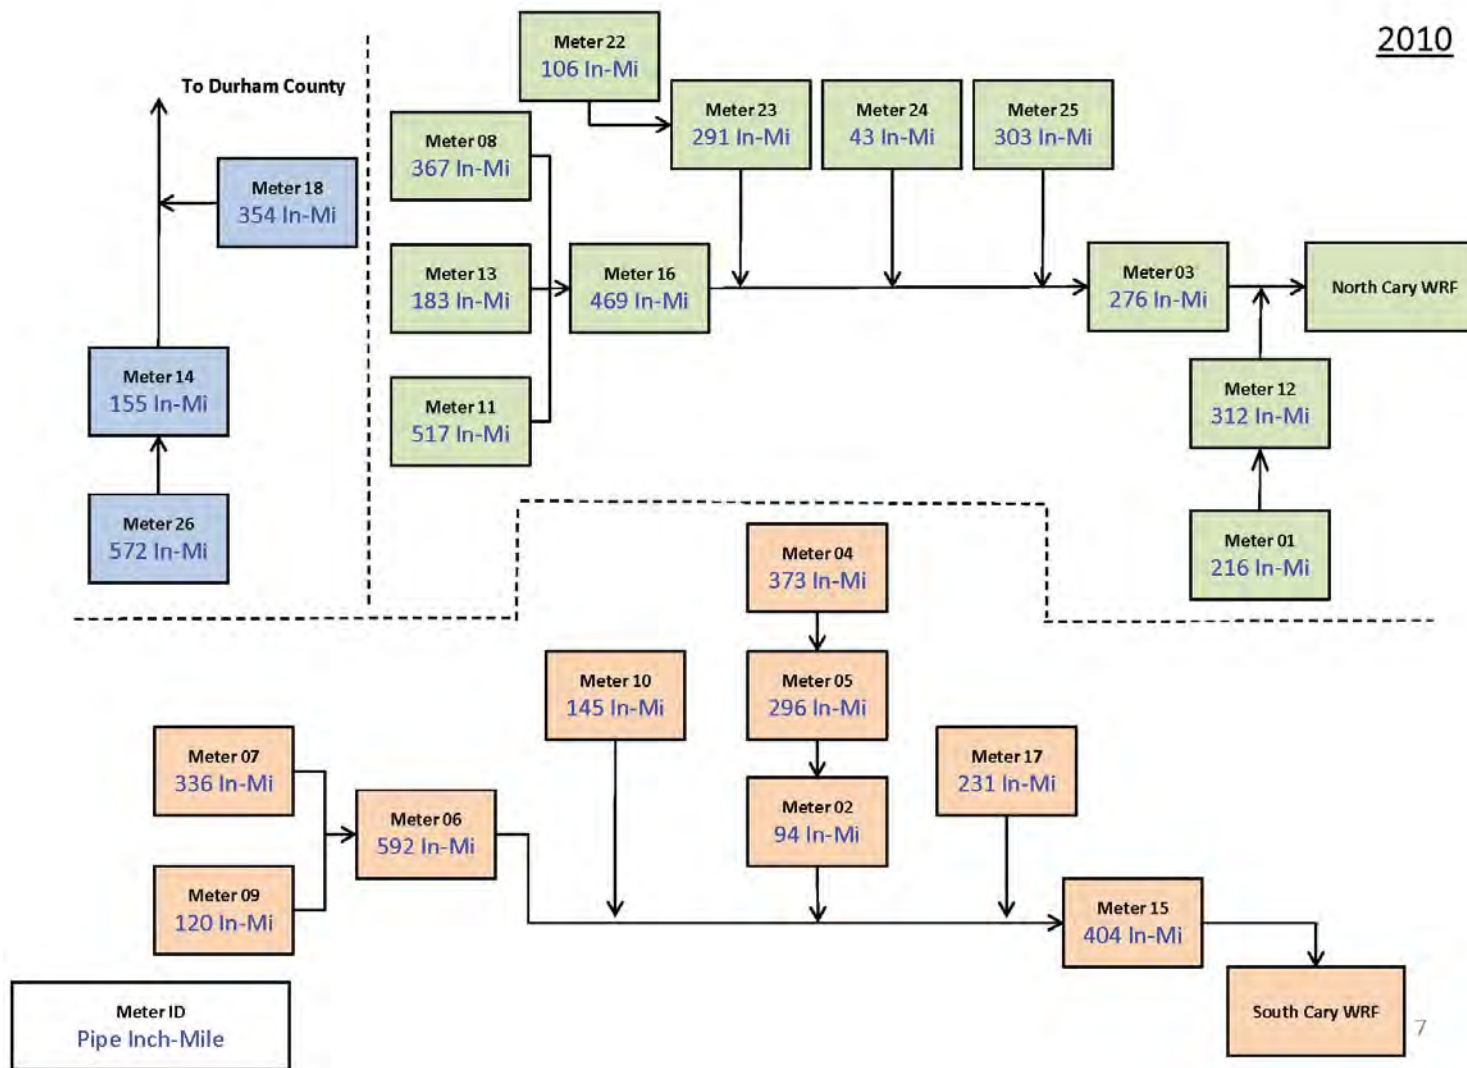 2010
To Durham County
Meter 18
354 In-Mi
Meter 14
155 In-Mi
Meter 26
572 In-Mi
Meter 22
106 In-Mi
Meter 23
291 In-Mi
Meter 24
43 In-Mi
Meter 25
303 In-Mi
Meter 08
367 In-Mi
Meter 13
183 In-Mi
Meter 11
517 In-Mi
Meter 16
469 In-Mi
Meter 03
276 In-Mi
North Cary WRF
Meter 12
312 In-Mi
Meter 01
216 In-Mi
Meter 04
373 In-Mi
Meter 05
296 In-Mi
Meter 02
94 In-Mi
Meter 10
145 In-Mi
Meter 17
231 In-Mi
Meter 07
336 In-Mi
Meter 09
120 In-Mi
Meter 06
592 In-Mi
Meter 15
404 In-Mi
South Cary WRF
Meter ID
Pipe Inch-Mile
7